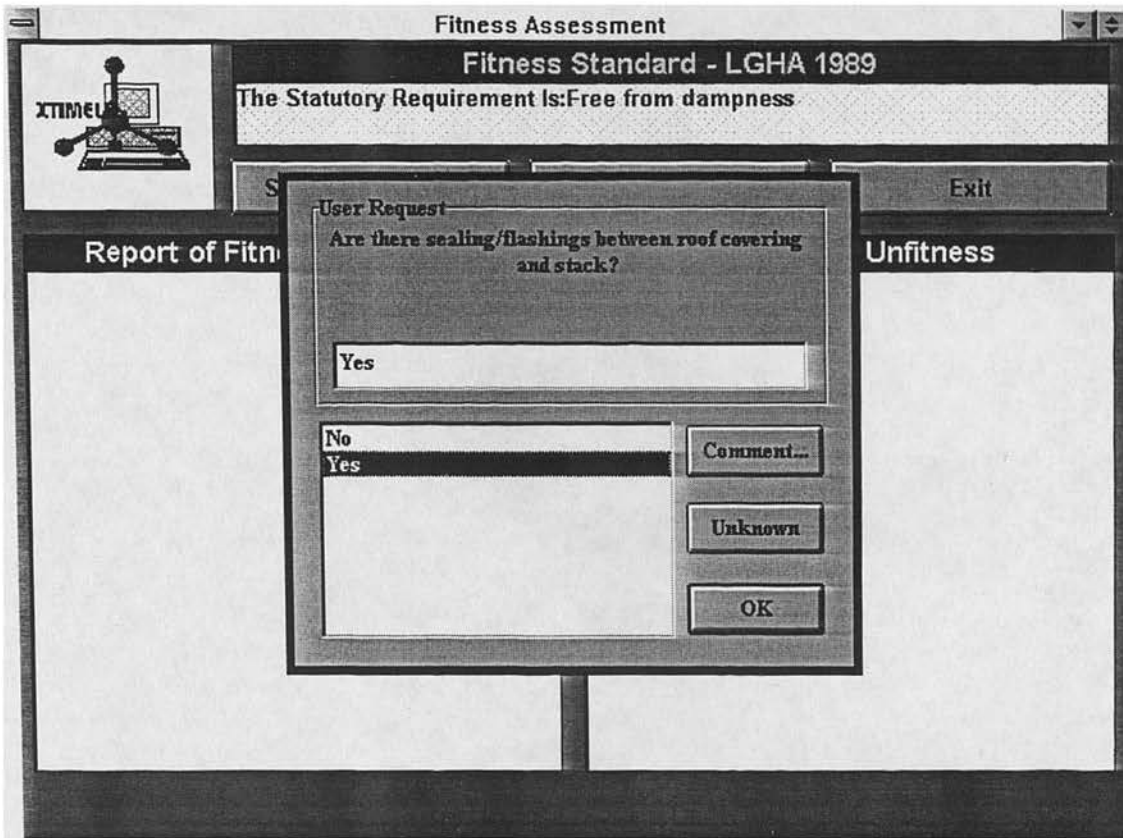 Fitness Assessment
Fitness Standard - LGHA 1989
XTIMEU
The Statutory Requirement Is:Free from dampness
S
Exit
Report of Fitn
Unfitness
User Request
Are there sealing/flashings between roof covering
and stack?
Yes
No
Yes
Comment...
Unknown
OK